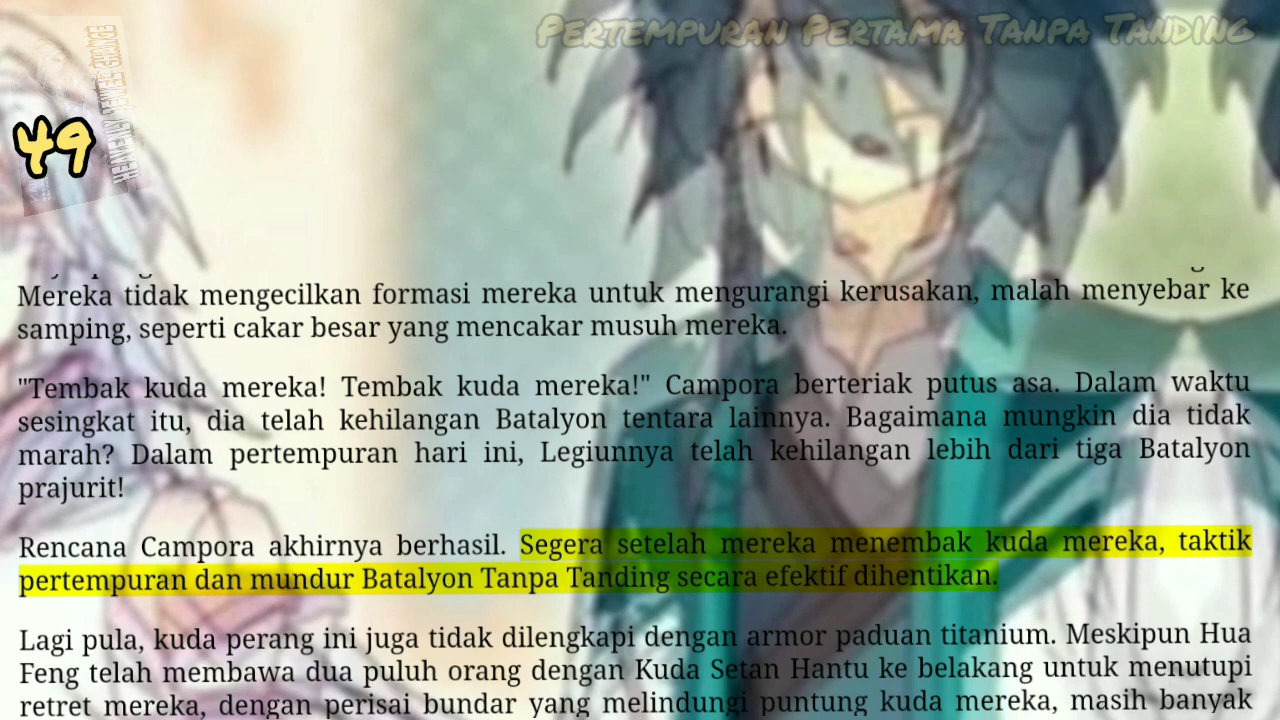 Pertempuran Pertama Tanpa Tanding
49
Mereka tidak mengecilkan formasi mereka untuk mengurangi kerusakan, malah menyebar ke
samping, seperti cakar besar yang mencakar musuh mereka.
"Tembak kuda mereka! Tembak kuda mereka!" Campora berteriak putus asa. Dalam waktu
sesingkat itu, dia telah kehilangan Batalyon tentara lainnya. Bagaimana mungkin dia tidak
marah? Dalam pertempuran hari ini, Legiunnya telah kehilangan lebih dari tiga Batalyon
prajurit!
Rencana Campora akhirnya berhasil. Segera setelah mereka menembak kuda mereka, taktik
pertempuran dan mundur Batalyon Tanpa Tanding secara efektif dihentikan.
Lagi pula, kuda perang ini juga tidak dilengkapi dengan armor paduan titanium. Meskipun Hua
Feng telah membawa dua puluh orang dengan Kuda Setan Hantu ke belakang untuk menutupi
retret mereka, dengan perisai bundar yang melindungi puntung kuda mereka, masih banyak